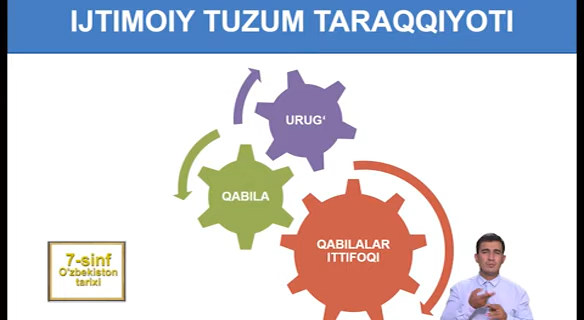 IJTIMOIY TUZUM TARAQQIYOTI
URUG‘
QABILA
QABILALAR
ITTIFOQI
7-sinf
O‘zbekiston
tarixi